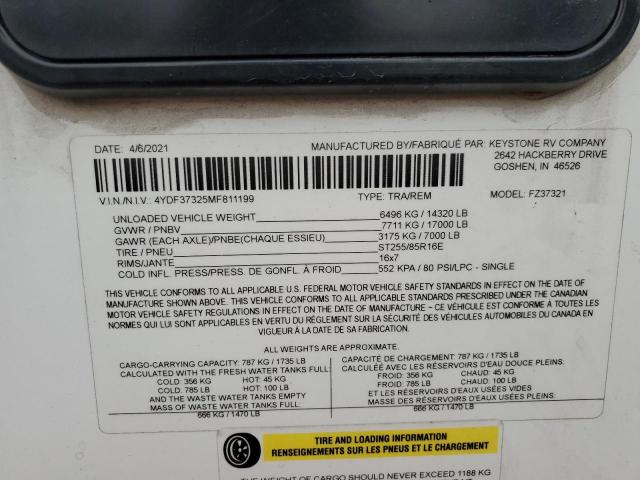 DATE: 4/6/2021
MANUFACTURED BY/FABRIQUÉ PAR: KEYSTONE RV COMPANY
2642 HACKBERRY DRIVE
GOSHEN, IN 46526
V.I.N./N.I.V.: 4YDF37325MF811199 TYPE: TRA/REM MODEL: FZ37321
UNLOADED VEHICLE WEIGHT 6496 KG / 14320 LB
GVWR / PNBV 7711 KG / 17000 LB
GAWR (EACH AXLE)/PNBE(CHAQUE ESSIEU) 3175 KG / 7000 LB
TIRE / PNEU ST255/85R16E
RIMS/JANTE 16x7
COLD INFL. PRESS/PRESS. DE GONFL. À FROID 552 KPA / 80 PSI/LPC - SINGLE
THIS VEHICLE CONFORMS TO ALL APPLICABLE U.S. FEDERAL MOTOR VEHICLE SAFETY STANDARDS IN EFFECT ON THE DATE OF
MANUFACTURE SHOWN ABOVE. THIS VEHICLE CONFORMS TO ALL APPLICABLE STANDARDS PRESCRIBED UNDER THE CANADIAN
MOTOR VEHICLE SAFETY REGULATIONS IN EFFECT ON THE DATE OF MANUFACTURE – CE VÉHICULE EST CONFORME À TOUTES LES
NORMES QUI LUI SONT APPLICABLES EN VERTU DU RÈGLEMENT SUR LA SÉCURITÉ DES VÉHICULES AUTOMOBILES DU CANADA EN
VIGUEUR À LA DATE DE SA FABRICATION.
ALL WEIGHTS ARE APPROXIMATE.
CARGO-CARRYING CAPACITY: 787 KG / 1735 LB
CALCULATED WITH THE FRESH WATER TANKS FULL:
COLD: 356 KG HOT: 45 KG
COLD: 785 LB HOT: 100 LB
AND THE WASTE WATER TANKS EMPTY
MASS OF WASTE WATER TANKS FULL:
666 KG / 1470 LB
CAPACITÉ DE CHARGEMENT: 787 KG / 1735 LB
CALCULÉE AVEC LES RÉSERVOIRS D'EAU DOUCE PLEINS:
FROID: 356 KG CHAUD: 45 KG
FROID: 785 LB CHAUD: 100 LB
ET LES RÉSERVOIRS D'EAUX USÉES VIDES
MASSE DES RÉSERVOIRS D'EAUX USÉES PLEINS:
666 KG / 1470 LB
TIRE AND LOADING INFORMATION
RENSEIGNEMENTS SUR LES PNEUS ET LE CHARGEMENT
THE WEIGHT OF CARGO SHOULD NEVER EXCEED 1188 KG